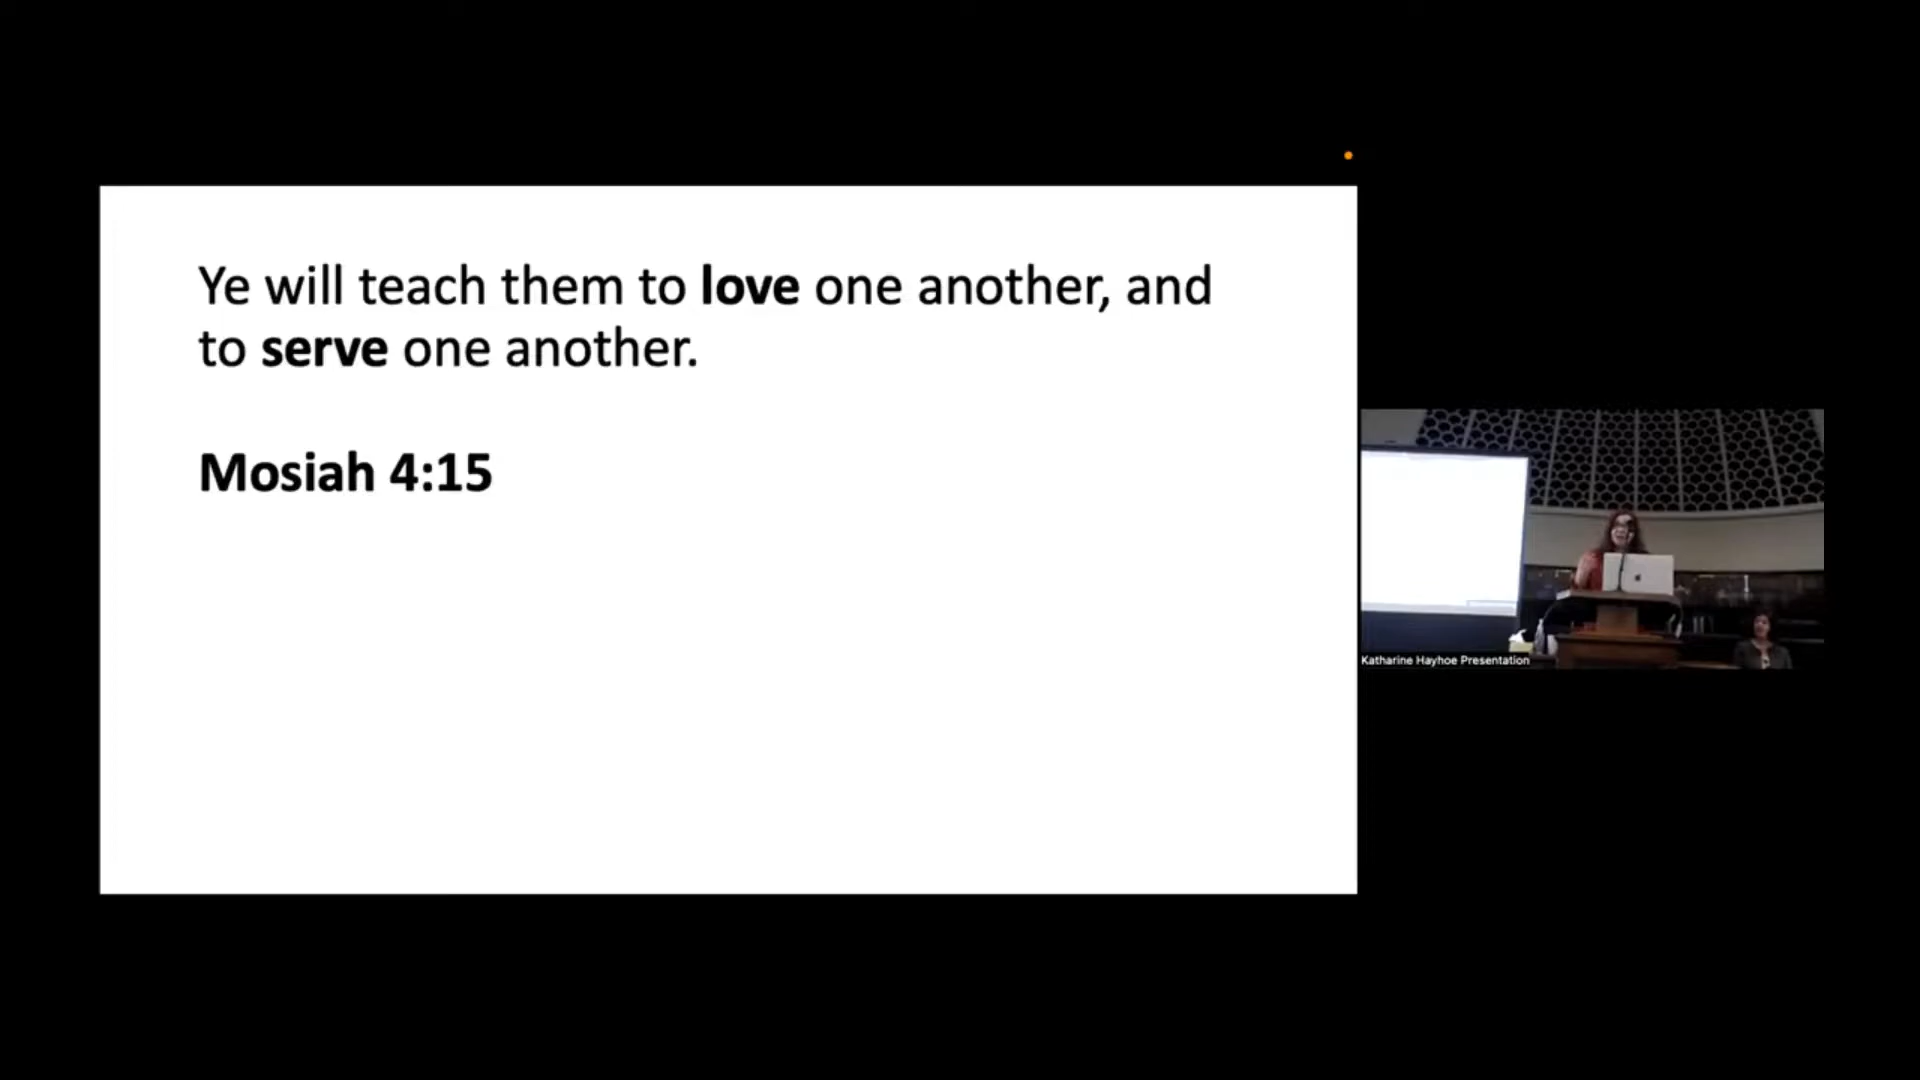 Ye will teach them to love one another, and
to serve one another.
Mosiah 4:15
Katharine Hayhoe Presentation